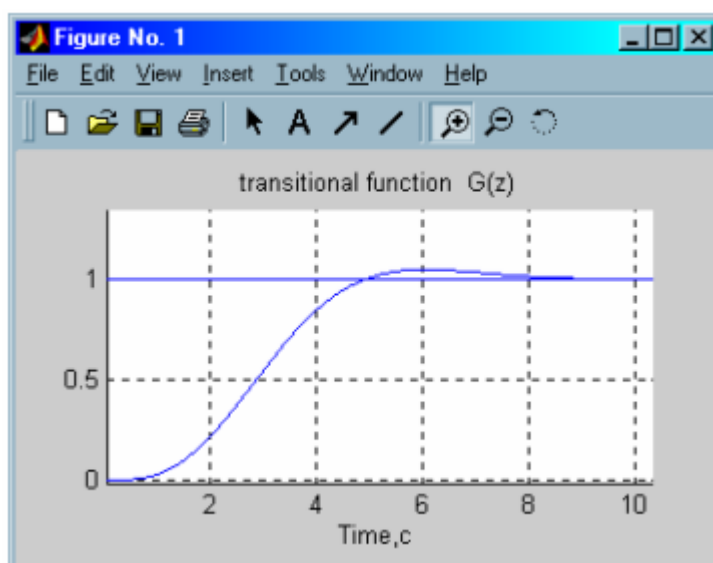 Figure No. 1
File Edit View Insert Tools Window Help
A
transitional function G(z)
1
0.5
0
2 4 6 8 10
Time,c